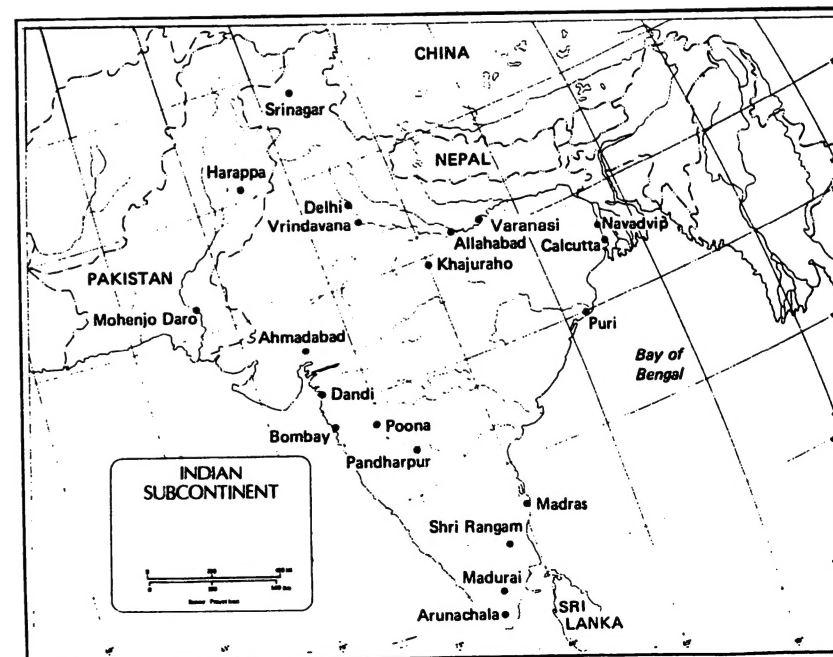 CHINA
Srinagar
NEPAL
Harappa
Delhi
Vrindavana
Varanasi
Navadvip
Allahabad
Calcutta
Khajuraho
PAKISTAN
Mohenjo Daro
Puri
Ahmadabad
Bay of
Bengal
Dandi
Poona
Bombay
Pandharpur
INDIAN
SUBCONTINENT
Madras
Shri Rangam
Madurai
Arunachala
SRI
LANKA